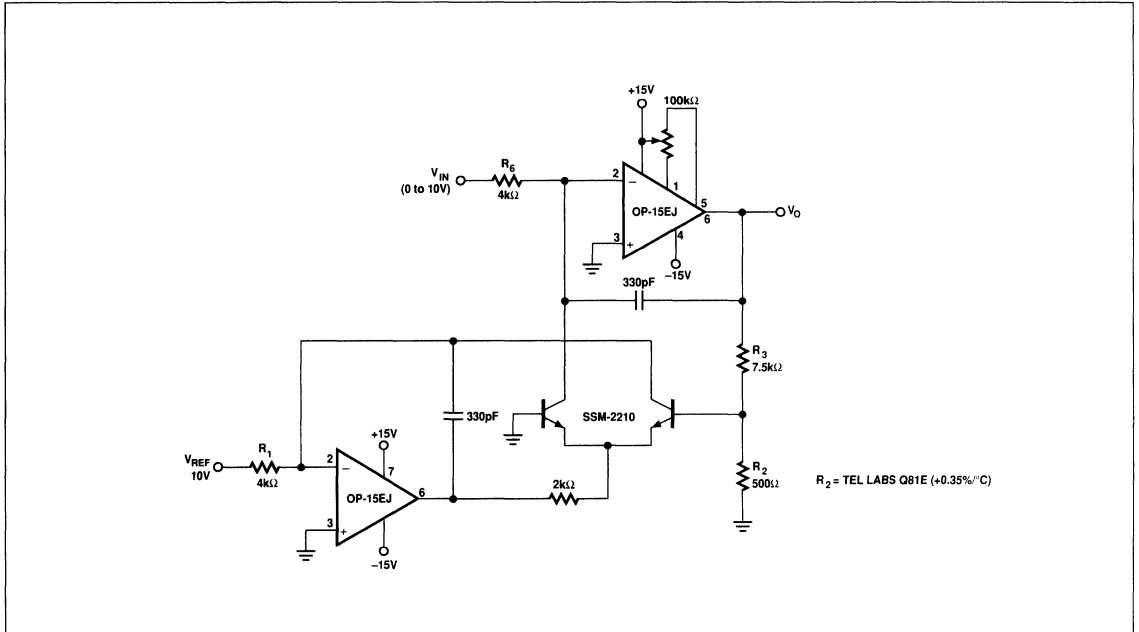 +15V
100kΩ
V_IN
(0 to 10V)
R_6
4kΩ
2
−
1
OP-15EJ
5
6
V_O
3
+
4
−15V
330pF
R_3
7.5kΩ
330pF
SSM-2210
V_REF
10V
R_1
4kΩ
+15V
2
−
7
OP-15EJ
6
2kΩ
3
+
−15V
R_2
500Ω
R_2 = TEL LABS Q81E (+0.35%/°C)